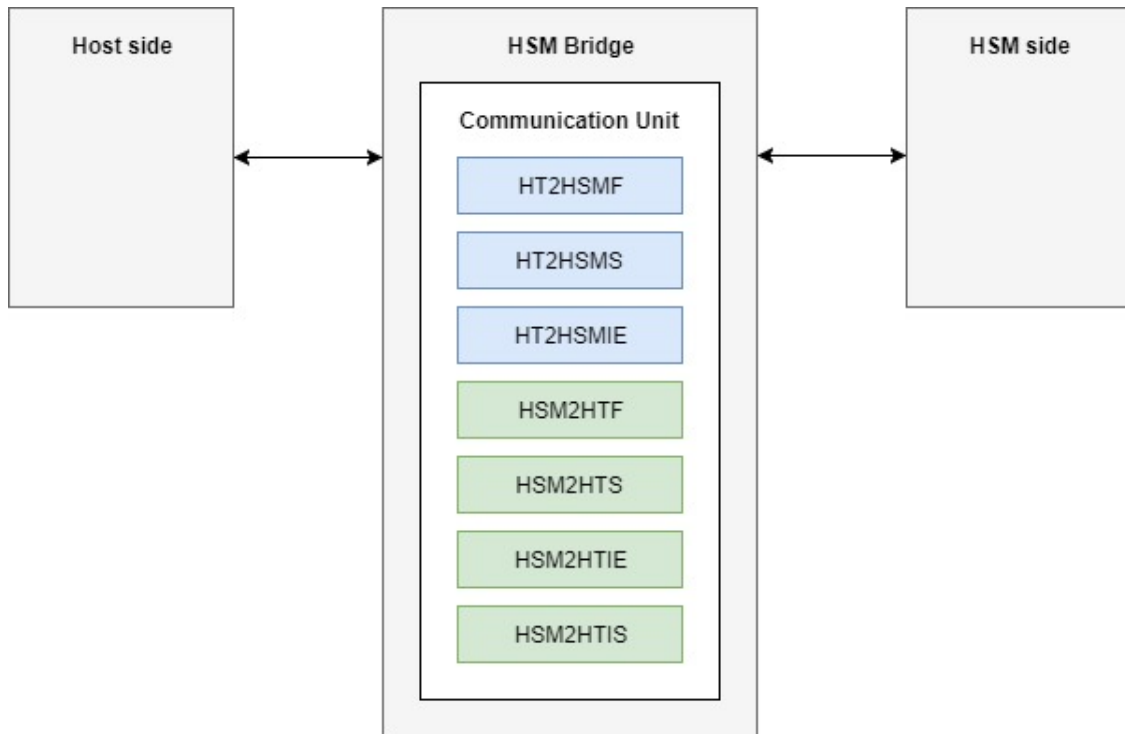 Host side
HSM Bridge
HSM side
Communication Unit
HT2HSMF
HT2HSMS
HT2HSMIE
HSM2HTF
HSM2HTS
HSM2HTIE
HSM2HTIS